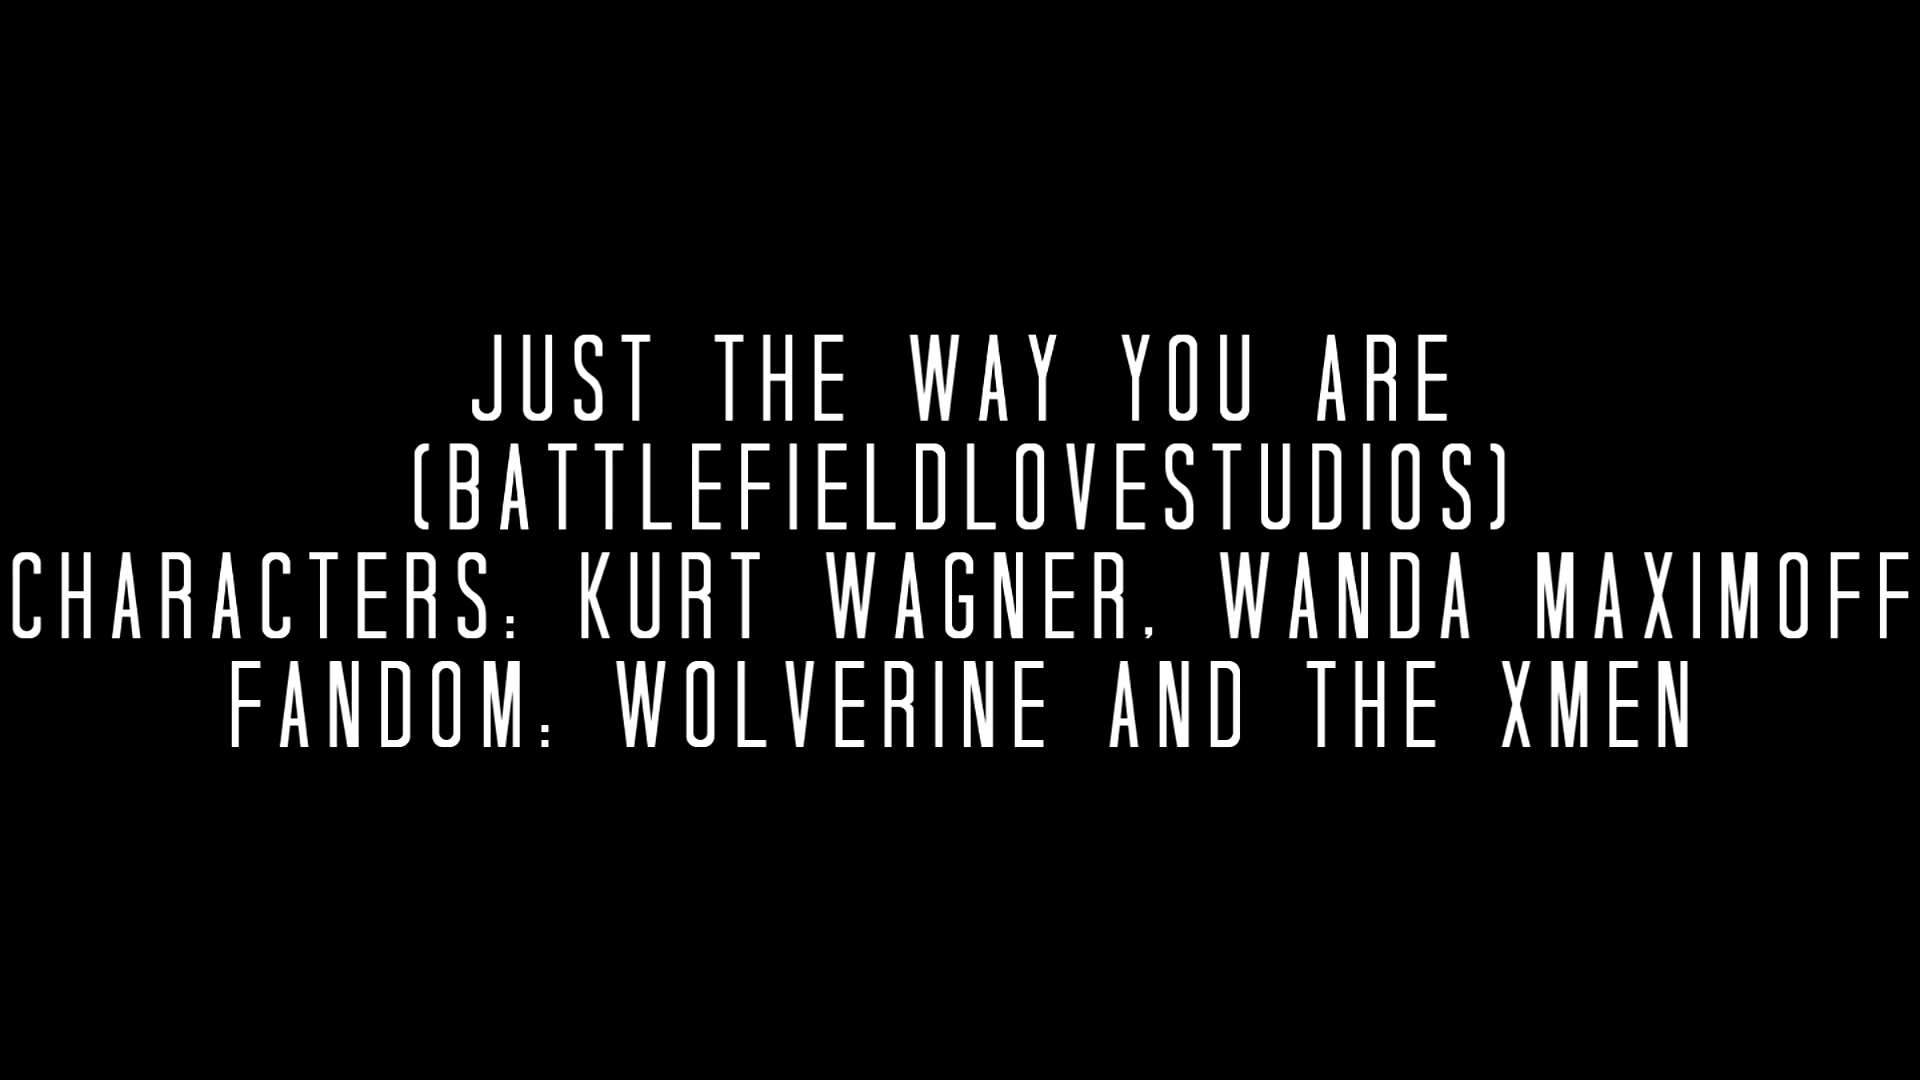 JUST THE WAY YOU ARE
(BATTLEFIELDLOVESTUDIOS)
CHARACTERS: KURT WAGNER, WANDA MAXIMOFF
FANDOM: WOLVERINE AND THE XMEN